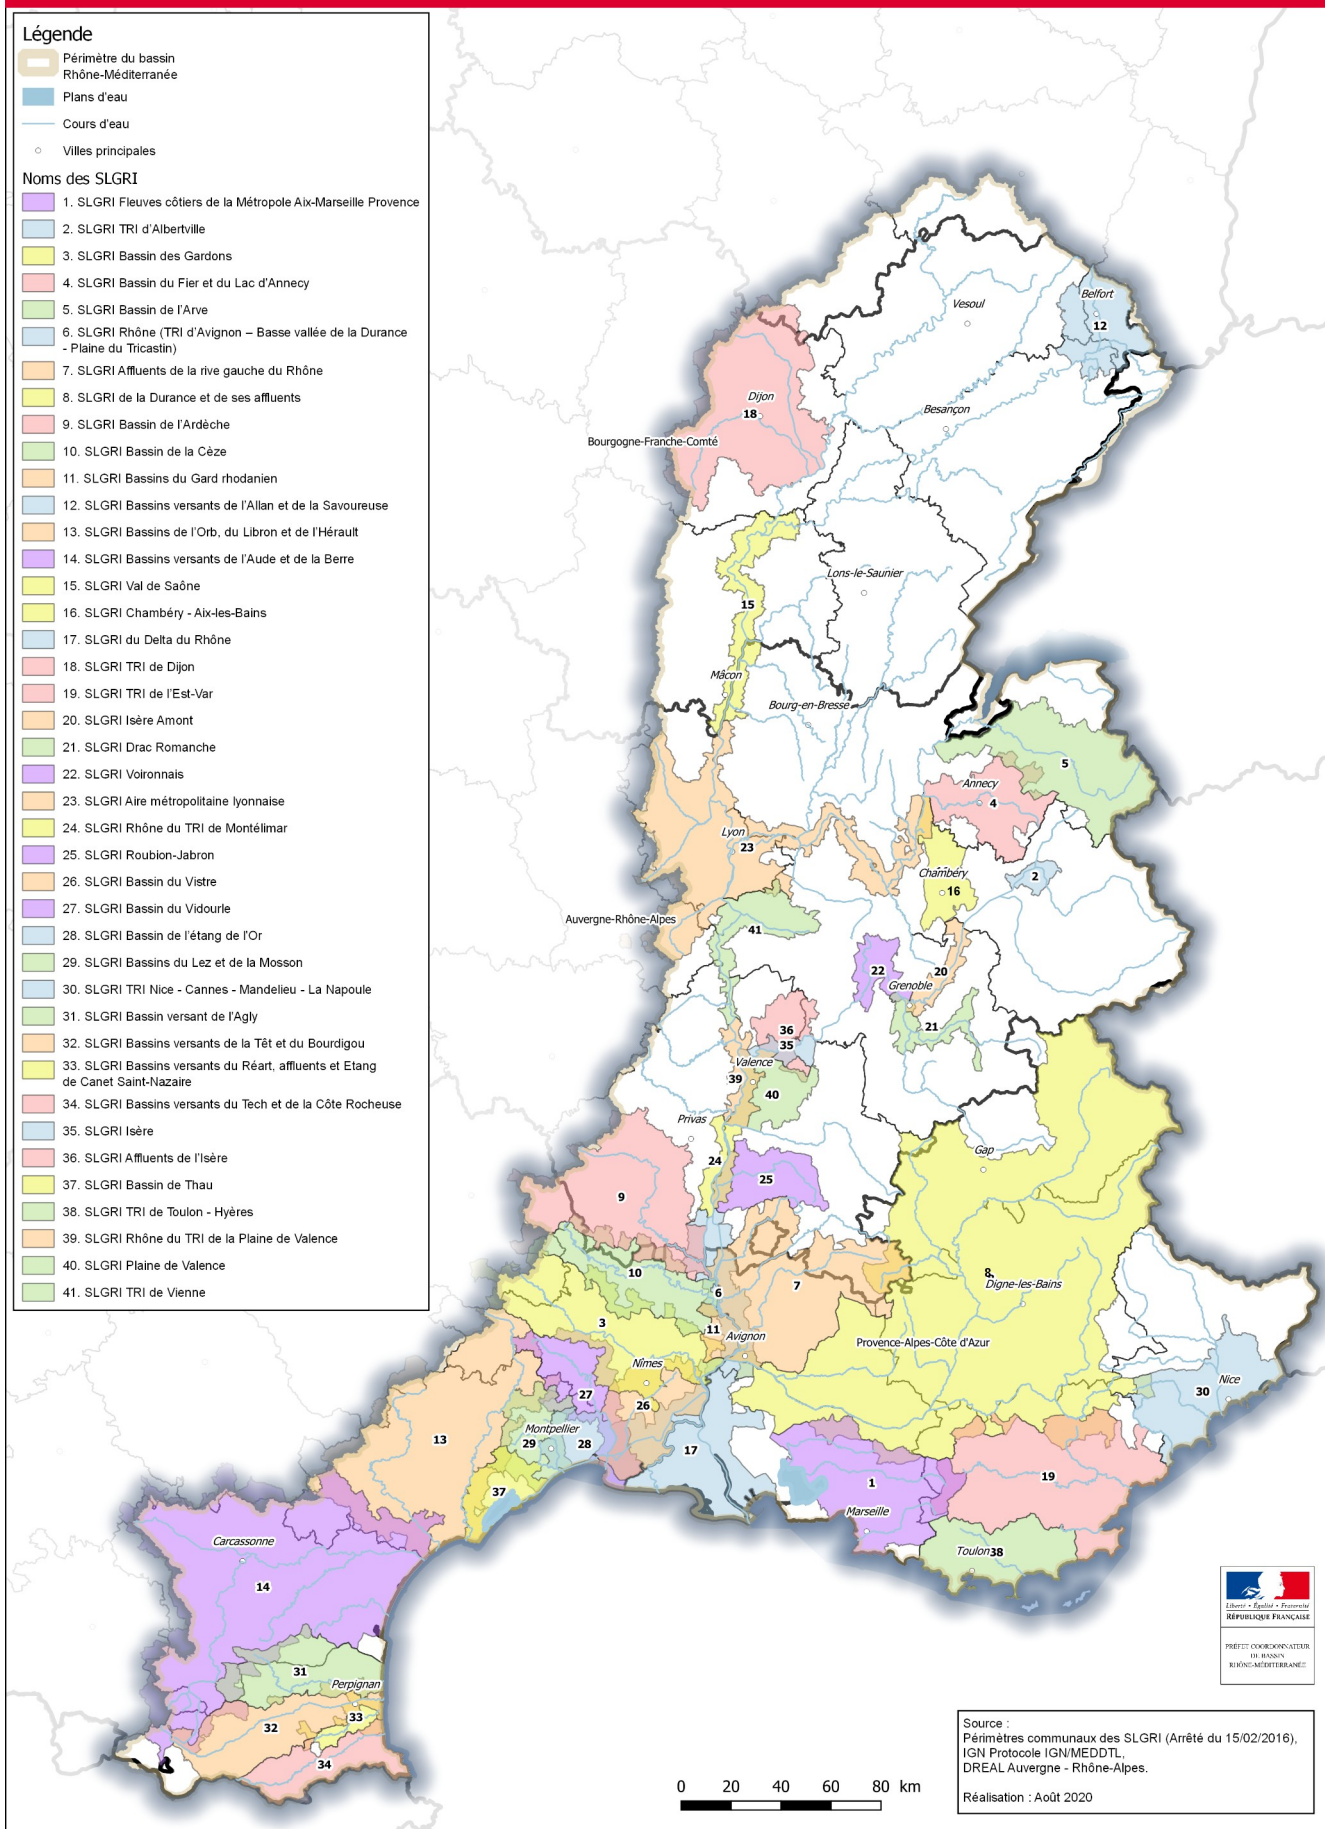 Légende
Périmètre du bassin
Rhône-Méditerranée
Plans d'eau
Cours d'eau
Villes principales
Noms des SLGRI
1. SLGRI Fleuves côtiers de la Métropole Aix-Marseille Provence
2. SLGRI TRI d'Albertville
3. SLGRI Bassin des Gardons
4. SLGRI Bassin du Fier et du Lac d'Annecy
5. SLGRI Bassin de l'Arve
6. SLGRI Rhône (TRI d'Avignon – Basse vallée de la Durance
- Plaine du Tricastin)
7. SLGRI Affluents de la rive gauche du Rhône
8. SLGRI de la Durance et de ses affluents
9. SLGRI Bassin de l'Ardèche
10. SLGRI Bassin de la Cèze
11. SLGRI Bassins du Gard rhodanien
12. SLGRI Bassins versants de l'Allan et de la Savoureuse
13. SLGRI Bassins de l'Orb, du Libron et de l'Hérault
14. SLGRI Bassins versants de l'Aude et de la Berre
15. SLGRI Val de Saône
16. SLGRI Chambéry - Aix-les-Bains
17. SLGRI du Delta du Rhône
18. SLGRI TRI de Dijon
19. SLGRI TRI de l'Est-Var
20. SLGRI Isère Amont
21. SLGRI Drac Romanche
22. SLGRI Voironnais
23. SLGRI Aire métropolitaine lyonnaise
24. SLGRI Rhône du TRI de Montélimar
25. SLGRI Roubion-Jabron
26. SLGRI Bassin du Vistre
27. SLGRI Bassin du Vidourle
28. SLGRI Bassin de l'étang de l'Or
29. SLGRI Bassins du Lez et de la Mosson
30. SLGRI TRI Nice - Cannes - Mandelieu - La Napoule
31. SLGRI Bassin versant de l'Agly
32. SLGRI Bassins versants de la Têt et du Bourdigou
33. SLGRI Bassins versants du Réart, affluents et Etang
de Canet Saint-Nazaire
34. SLGRI Bassins versants du Tech et de la Côte Rocheuse
35. SLGRI Isère
36. SLGRI Affluents de l'Isère
37. SLGRI Bassin de Thau
38. SLGRI TRI de Toulon - Hyères
39. SLGRI Rhône du TRI de la Plaine de Valence
40. SLGRI Plaine de Valence
41. SLGRI TRI de Vienne
Belfort
Vesoul
12
Dijon
18
Besançon
Bourgogne-Franche-Comté
Lons-le-Saunier
15
Mâcon
Bourg-en-Bresse
5
Annecy
4
Lyon
23
Chambéry
2
16
Auvergne-Rhône-Alpes
41
22
20
Grenoble
21
36
35
Valence
39
40
Privas
Gap
24
25
9
10
8
Digne-les-Bains
7
6
3
11
Avignon
Provence-Alpes-Côte d'Azur
Nîmes
Nice
30
27
26
Montpellier
29
28
13
17
19
1
37
Marseille
Carcassonne
Toulon
38
14
31
Perpignan
33
32
34
Liberté • Égalité • Fraternité
RÉPUBLIQUE FRANÇAISE
PRÉFET COORDONNATEUR
DE BASSIN
RHÔNE-MÉDITERRANÉE
Source :
Périmètres communaux des SLGRI (Arrêté du 15/02/2016),
IGN Protocole IGN/MEDDTL,
DREAL Auvergne - Rhône-Alpes.
Réalisation : Août 2020
0 20 40 60 80 km